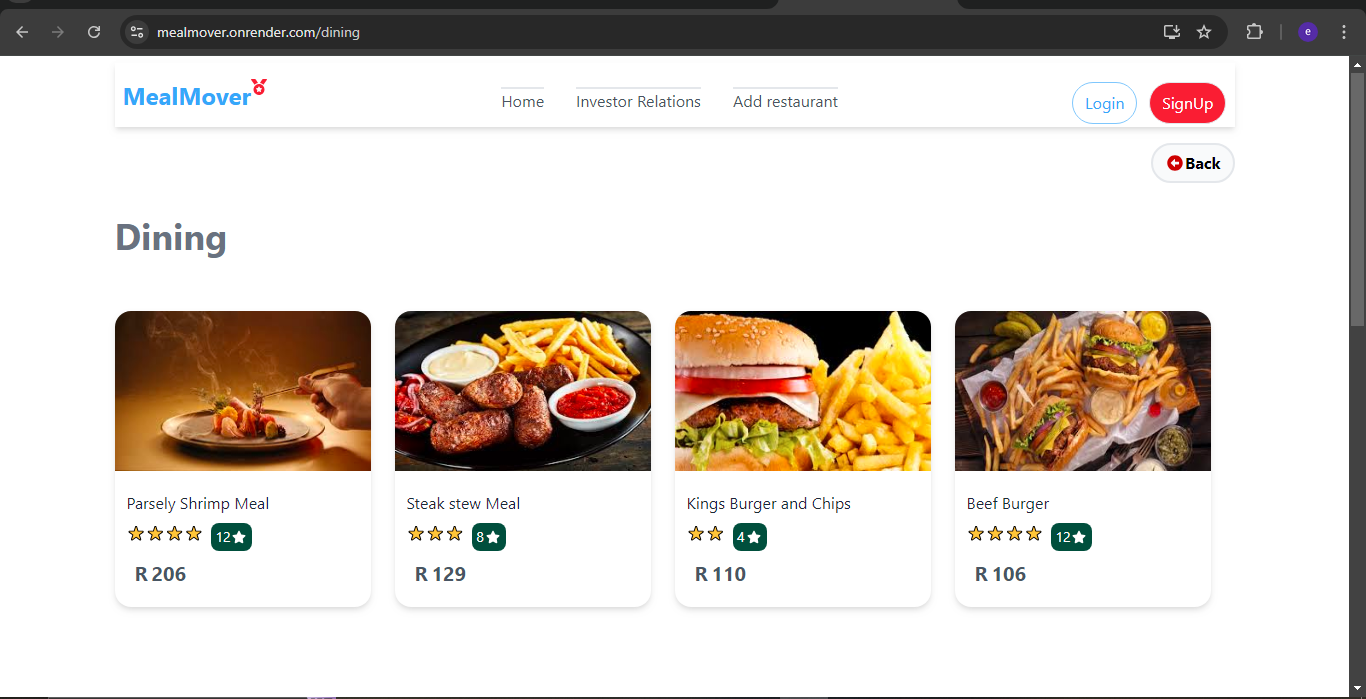 mealmover.onrender.com/dining
e
MealMover
Home
Investor Relations
Add restaurant
Login
SignUp
Back
Dining
Parsely Shrimp Meal
12
R 206
Steak stew Meal
8
R 129
Kings Burger and Chips
4
R 110
Beef Burger
12
R 106